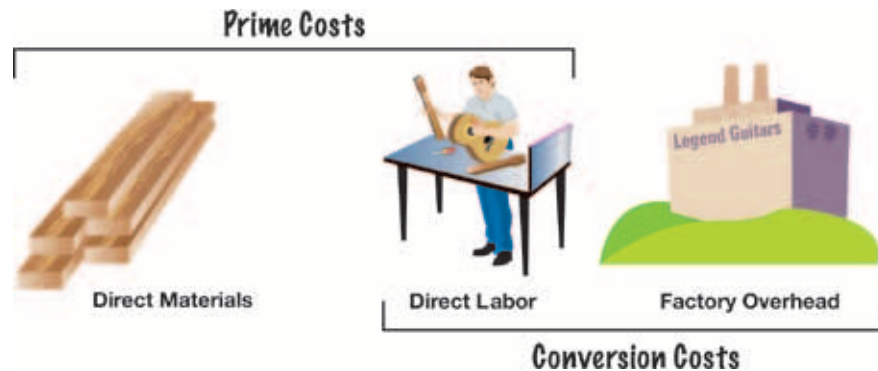 Prime Costs
Legend Guitars
Direct Materials
Direct Labor
Factory Overhead
Conversion Costs